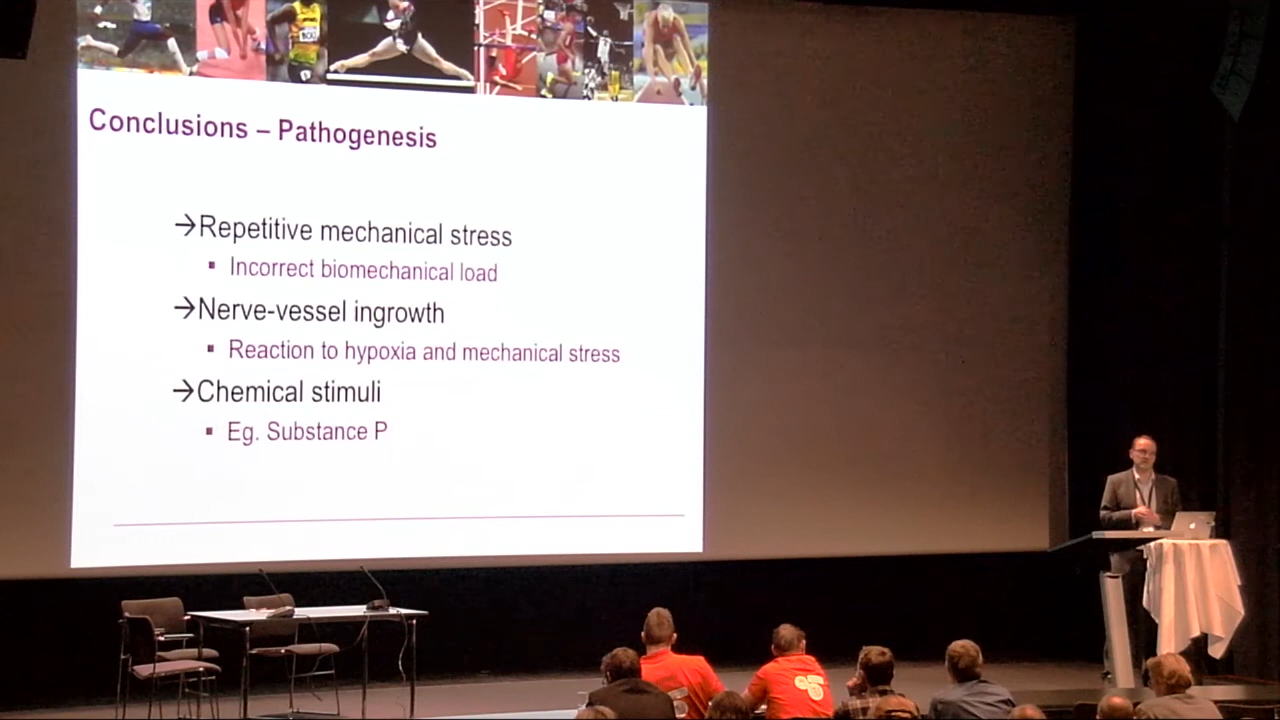 Conclusions – Pathogenesis
→Repetitive mechanical stress
▪ Incorrect biomechanical load
→Nerve-vessel ingrowth
▪ Reaction to hypoxia and mechanical stress
→Chemical stimuli
▪ Eg. Substance P